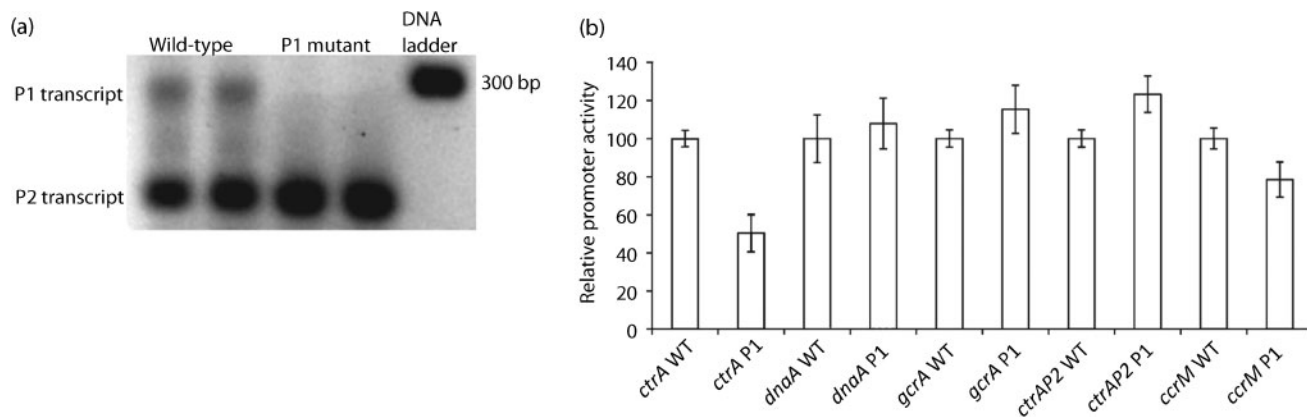 (a)
Wild-type P1 mutant DNA ladder
P1 transcript
300 bp
P2 transcript
(b)
Relative promoter activity
140
120
100
80
60
40
20
0
ctrA WT
ctrA P1
dnaA WT
dnaA P1
gcrA WT
gcrA P1
ctrAP2 WT
ctrAP2 P1
ccrM WT
ccrM P1